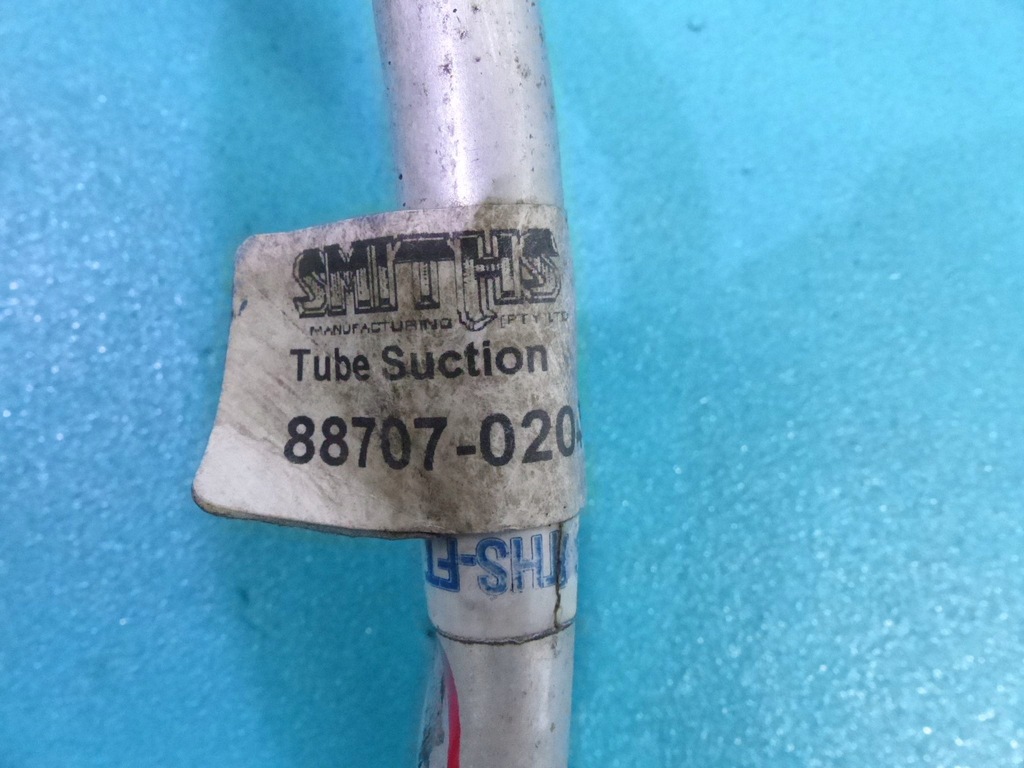 SMITHS
MANUFACTURING (PTY) LTD
Tube Suction
88707-020